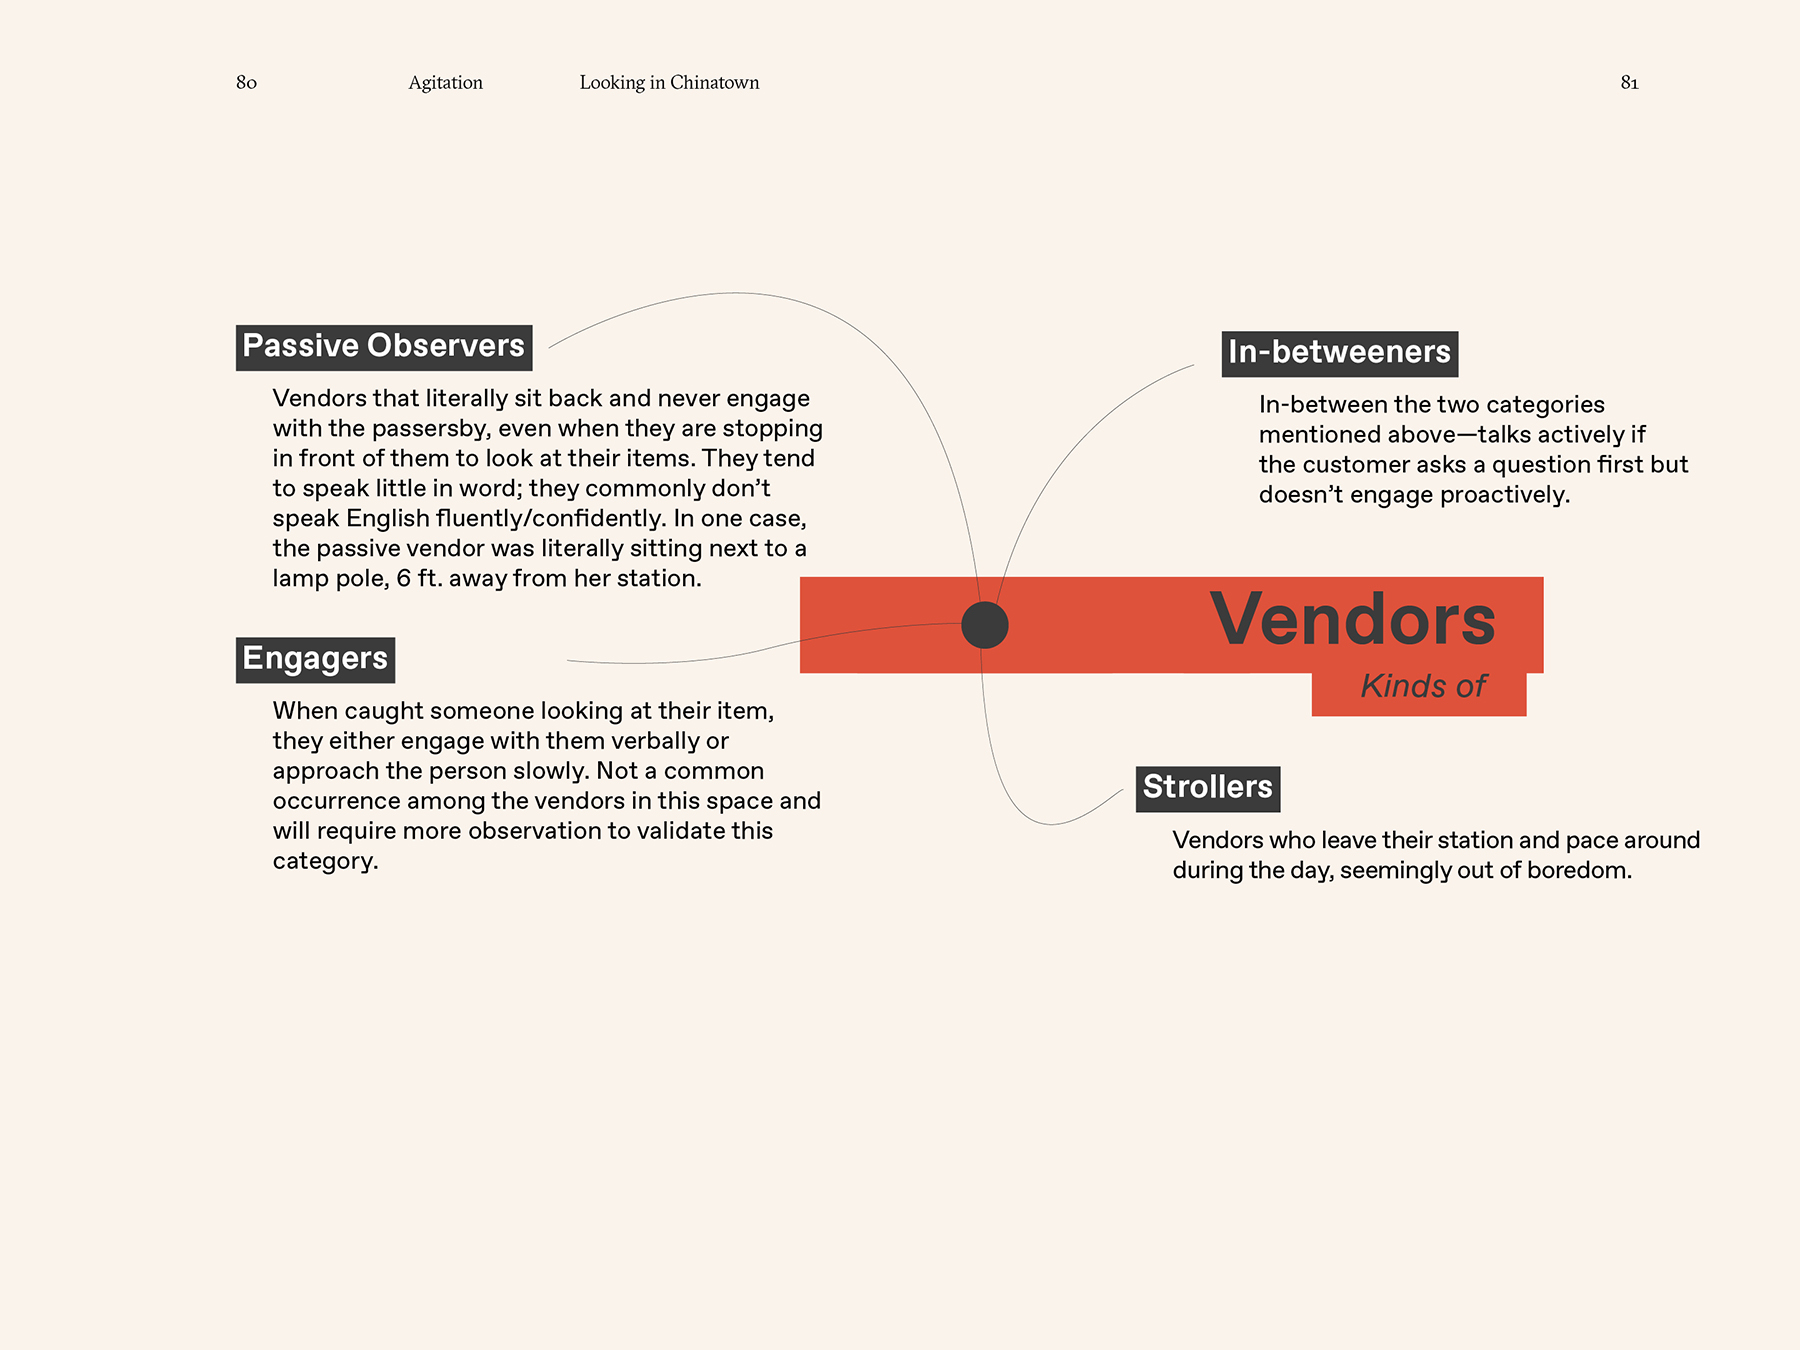 80 Agitation Looking in Chinatown 81
Passive Observers
Vendors that literally sit back and never engage
with the passersby, even when they are stopping
in front of them to look at their items. They tend
to speak little in word; they commonly don’t
speak English fluently/confidently. In one case,
the passive vendor was literally sitting next to a
lamp pole, 6 ft. away from her station.
Engagers
When caught someone looking at their item,
they either engage with them verbally or
approach the person slowly. Not a common
occurrence among the vendors in this space and
will require more observation to validate this
category.
In-betweeners
In-between the two categories
mentioned above—talks actively if
the customer asks a question first but
doesn’t engage proactively.
Vendors
Kinds of
Strollers
Vendors who leave their station and pace around
during the day, seemingly out of boredom.